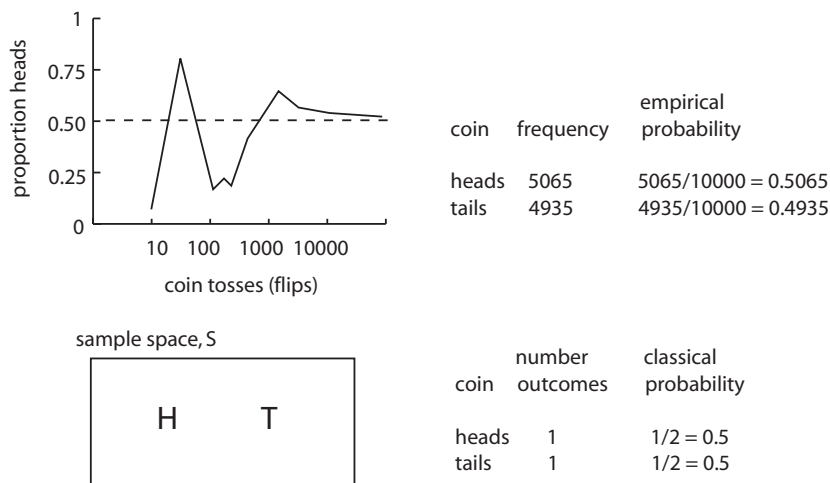 1
0.75
0.50
0.25
0
proportion heads
10 100 1000 10000
coin tosses (flips)
empirical
coin frequency probability
heads 5065 5065/10000 = 0.5065
tails 4935 4935/10000 = 0.4935
sample space, S
H T
number classical
coin outcomes probability
heads 1 1/2 = 0.5
tails 1 1/2 = 0.5